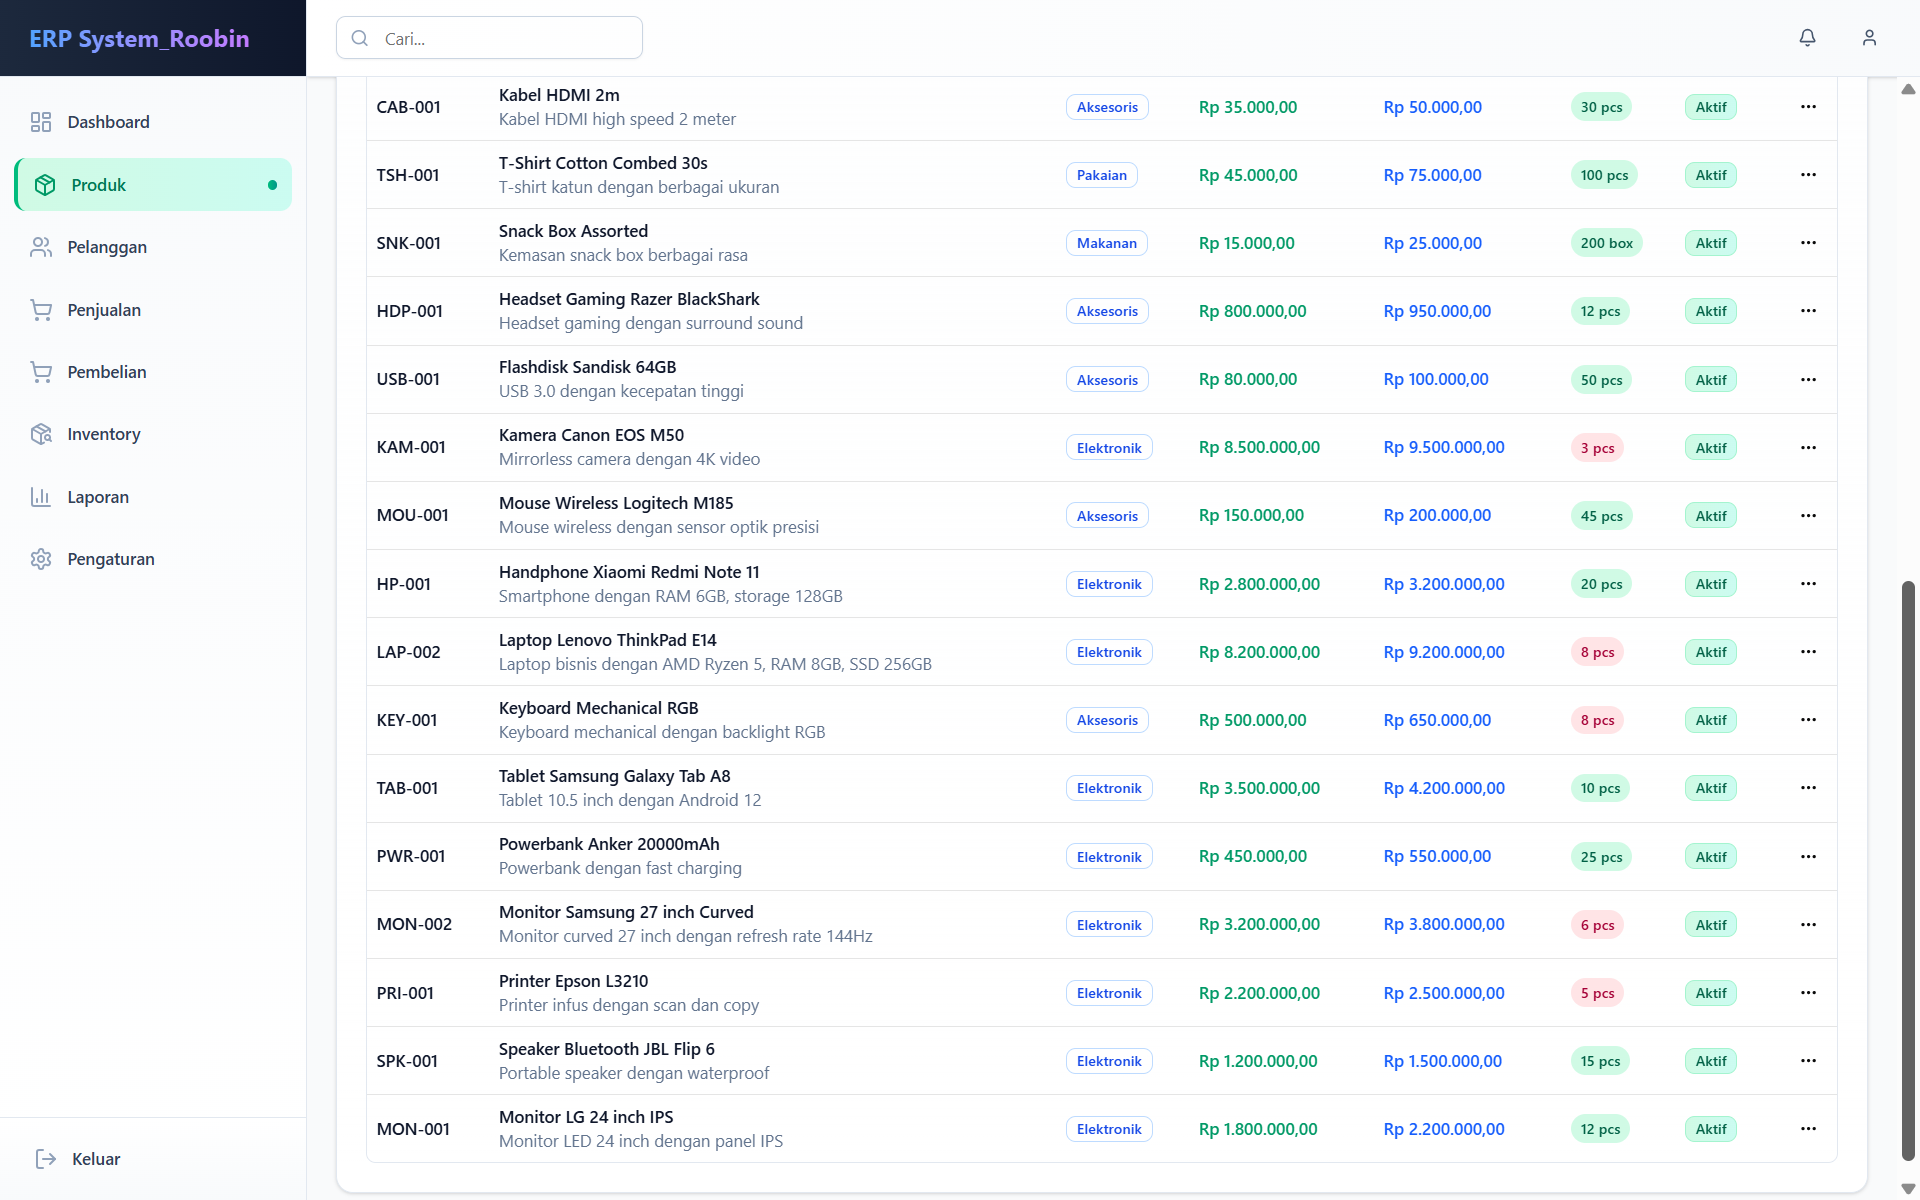 ERP System_Roobin
Cari...
Dashboard
Produk
Pelanggan
Penjualan
Pembelian
Inventory
Laporan
Pengaturan
Keluar
CAB-001 Kabel HDMI 2m Aksesoris Rp 35.000,00 Rp 50.000,00 30 pcs Aktif ...
Kabel HDMI high speed 2 meter
TSH-001 T-Shirt Cotton Combed 30s Pakaian Rp 45.000,00 Rp 75.000,00 100 pcs Aktif ...
T-shirt katun dengan berbagai ukuran
SNK-001 Snack Box Assorted Makanan Rp 15.000,00 Rp 25.000,00 200 box Aktif ...
Kemasan snack box berbagai rasa
HDP-001 Headset Gaming Razer BlackShark Aksesoris Rp 800.000,00 Rp 950.000,00 12 pcs Aktif ...
Headset gaming dengan surround sound
USB-001 Flashdisk Sandisk 64GB Aksesoris Rp 80.000,00 Rp 100.000,00 50 pcs Aktif ...
USB 3.0 dengan kecepatan tinggi
KAM-001 Kamera Canon EOS M50 Elektronik Rp 8.500.000,00 Rp 9.500.000,00 3 pcs Aktif ...
Mirrorless camera dengan 4K video
MOU-001 Mouse Wireless Logitech M185 Aksesoris Rp 150.000,00 Rp 200.000,00 45 pcs Aktif ...
Mouse wireless dengan sensor optik presisi
HP-001 Handphone Xiaomi Redmi Note 11 Elektronik Rp 2.800.000,00 Rp 3.200.000,00 20 pcs Aktif ...
Smartphone dengan RAM 6GB, storage 128GB
LAP-002 Laptop Lenovo ThinkPad E14 Elektronik Rp 8.200.000,00 Rp 9.200.000,00 8 pcs Aktif ...
Laptop bisnis dengan AMD Ryzen 5, RAM 8GB, SSD 256GB
KEY-001 Keyboard Mechanical RGB Aksesoris Rp 500.000,00 Rp 650.000,00 8 pcs Aktif ...
Keyboard mechanical dengan backlight RGB
TAB-001 Tablet Samsung Galaxy Tab A8 Elektronik Rp 3.500.000,00 Rp 4.200.000,00 10 pcs Aktif ...
Tablet 10.5 inch dengan Android 12
PWR-001 Powerbank Anker 20000mAh Elektronik Rp 450.000,00 Rp 550.000,00 25 pcs Aktif ...
Powerbank dengan fast charging
MON-002 Monitor Samsung 27 inch Curved Elektronik Rp 3.200.000,00 Rp 3.800.000,00 6 pcs Aktif ...
Monitor curved 27 inch dengan refresh rate 144Hz
PRI-001 Printer Epson L3210 Elektronik Rp 2.200.000,00 Rp 2.500.000,00 5 pcs Aktif ...
Printer infus dengan scan dan copy
SPK-001 Speaker Bluetooth JBL Flip 6 Elektronik Rp 1.200.000,00 Rp 1.500.000,00 15 pcs Aktif ...
Portable speaker dengan waterproof
MON-001 Monitor LG 24 inch IPS Elektronik Rp 1.800.000,00 Rp 2.200.000,00 12 pcs Aktif ...
Monitor LED 24 inch dengan panel IPS